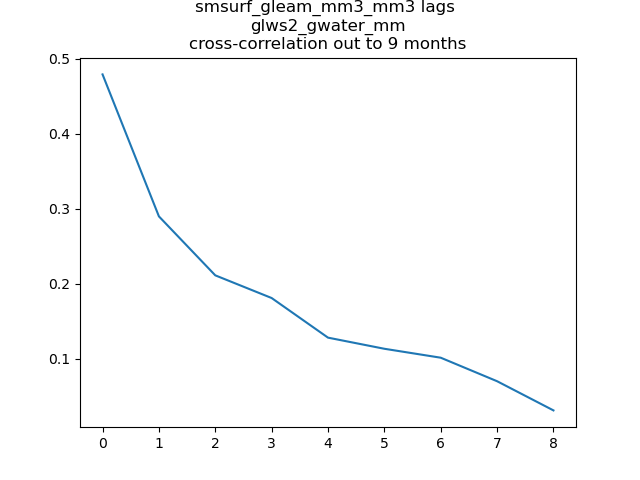 smsurf_gleam_mm3_mm3 lags
glws2_gwater_mm
cross-correlation out to 9 months
0.5
0.4
0.3
0.2
0.1
0 1 2 3 4 5 6 7 8